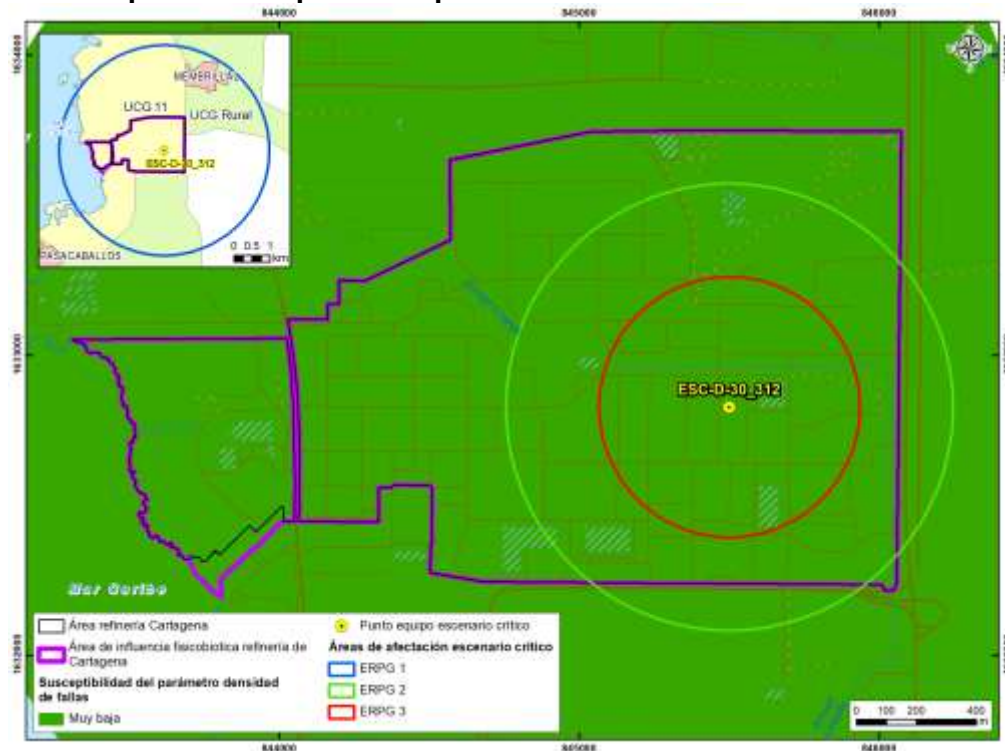 844000 845000 846000
1634000
MEMBRILLAL
UCG 11
UCG Rural
ESC-D-30_312
PASACABALLOS
0 0.5 1
km
1633000
ESC-D-30_312
Mar Caribe
Área refinería Cartagena
Área de influencia fisicobiotica refinería de
Cartagena
Susceptibilidad del parámetro densidad
de fallas
Muy baja
Punto equipo escenario crítico
Áreas de afectación escenario crítico
ERPG 1
ERPG 2
ERPG 3
1632000
0 100 200 400
m
844000 845000 846000